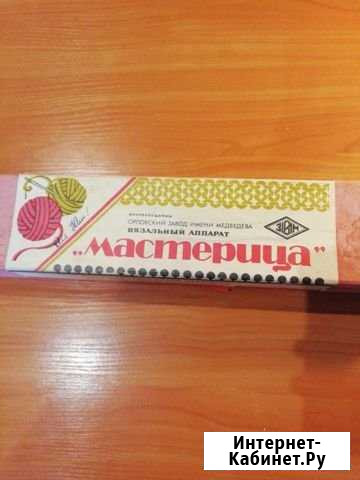 ОРЛОВСКИЙ ЗАВОД ИМЕНИ МЕДВЕДЕВА
ВЯЗАЛЬНЫЙ АППАРАТ
„Мастерица"
Интернет-
Кабинет.Ру